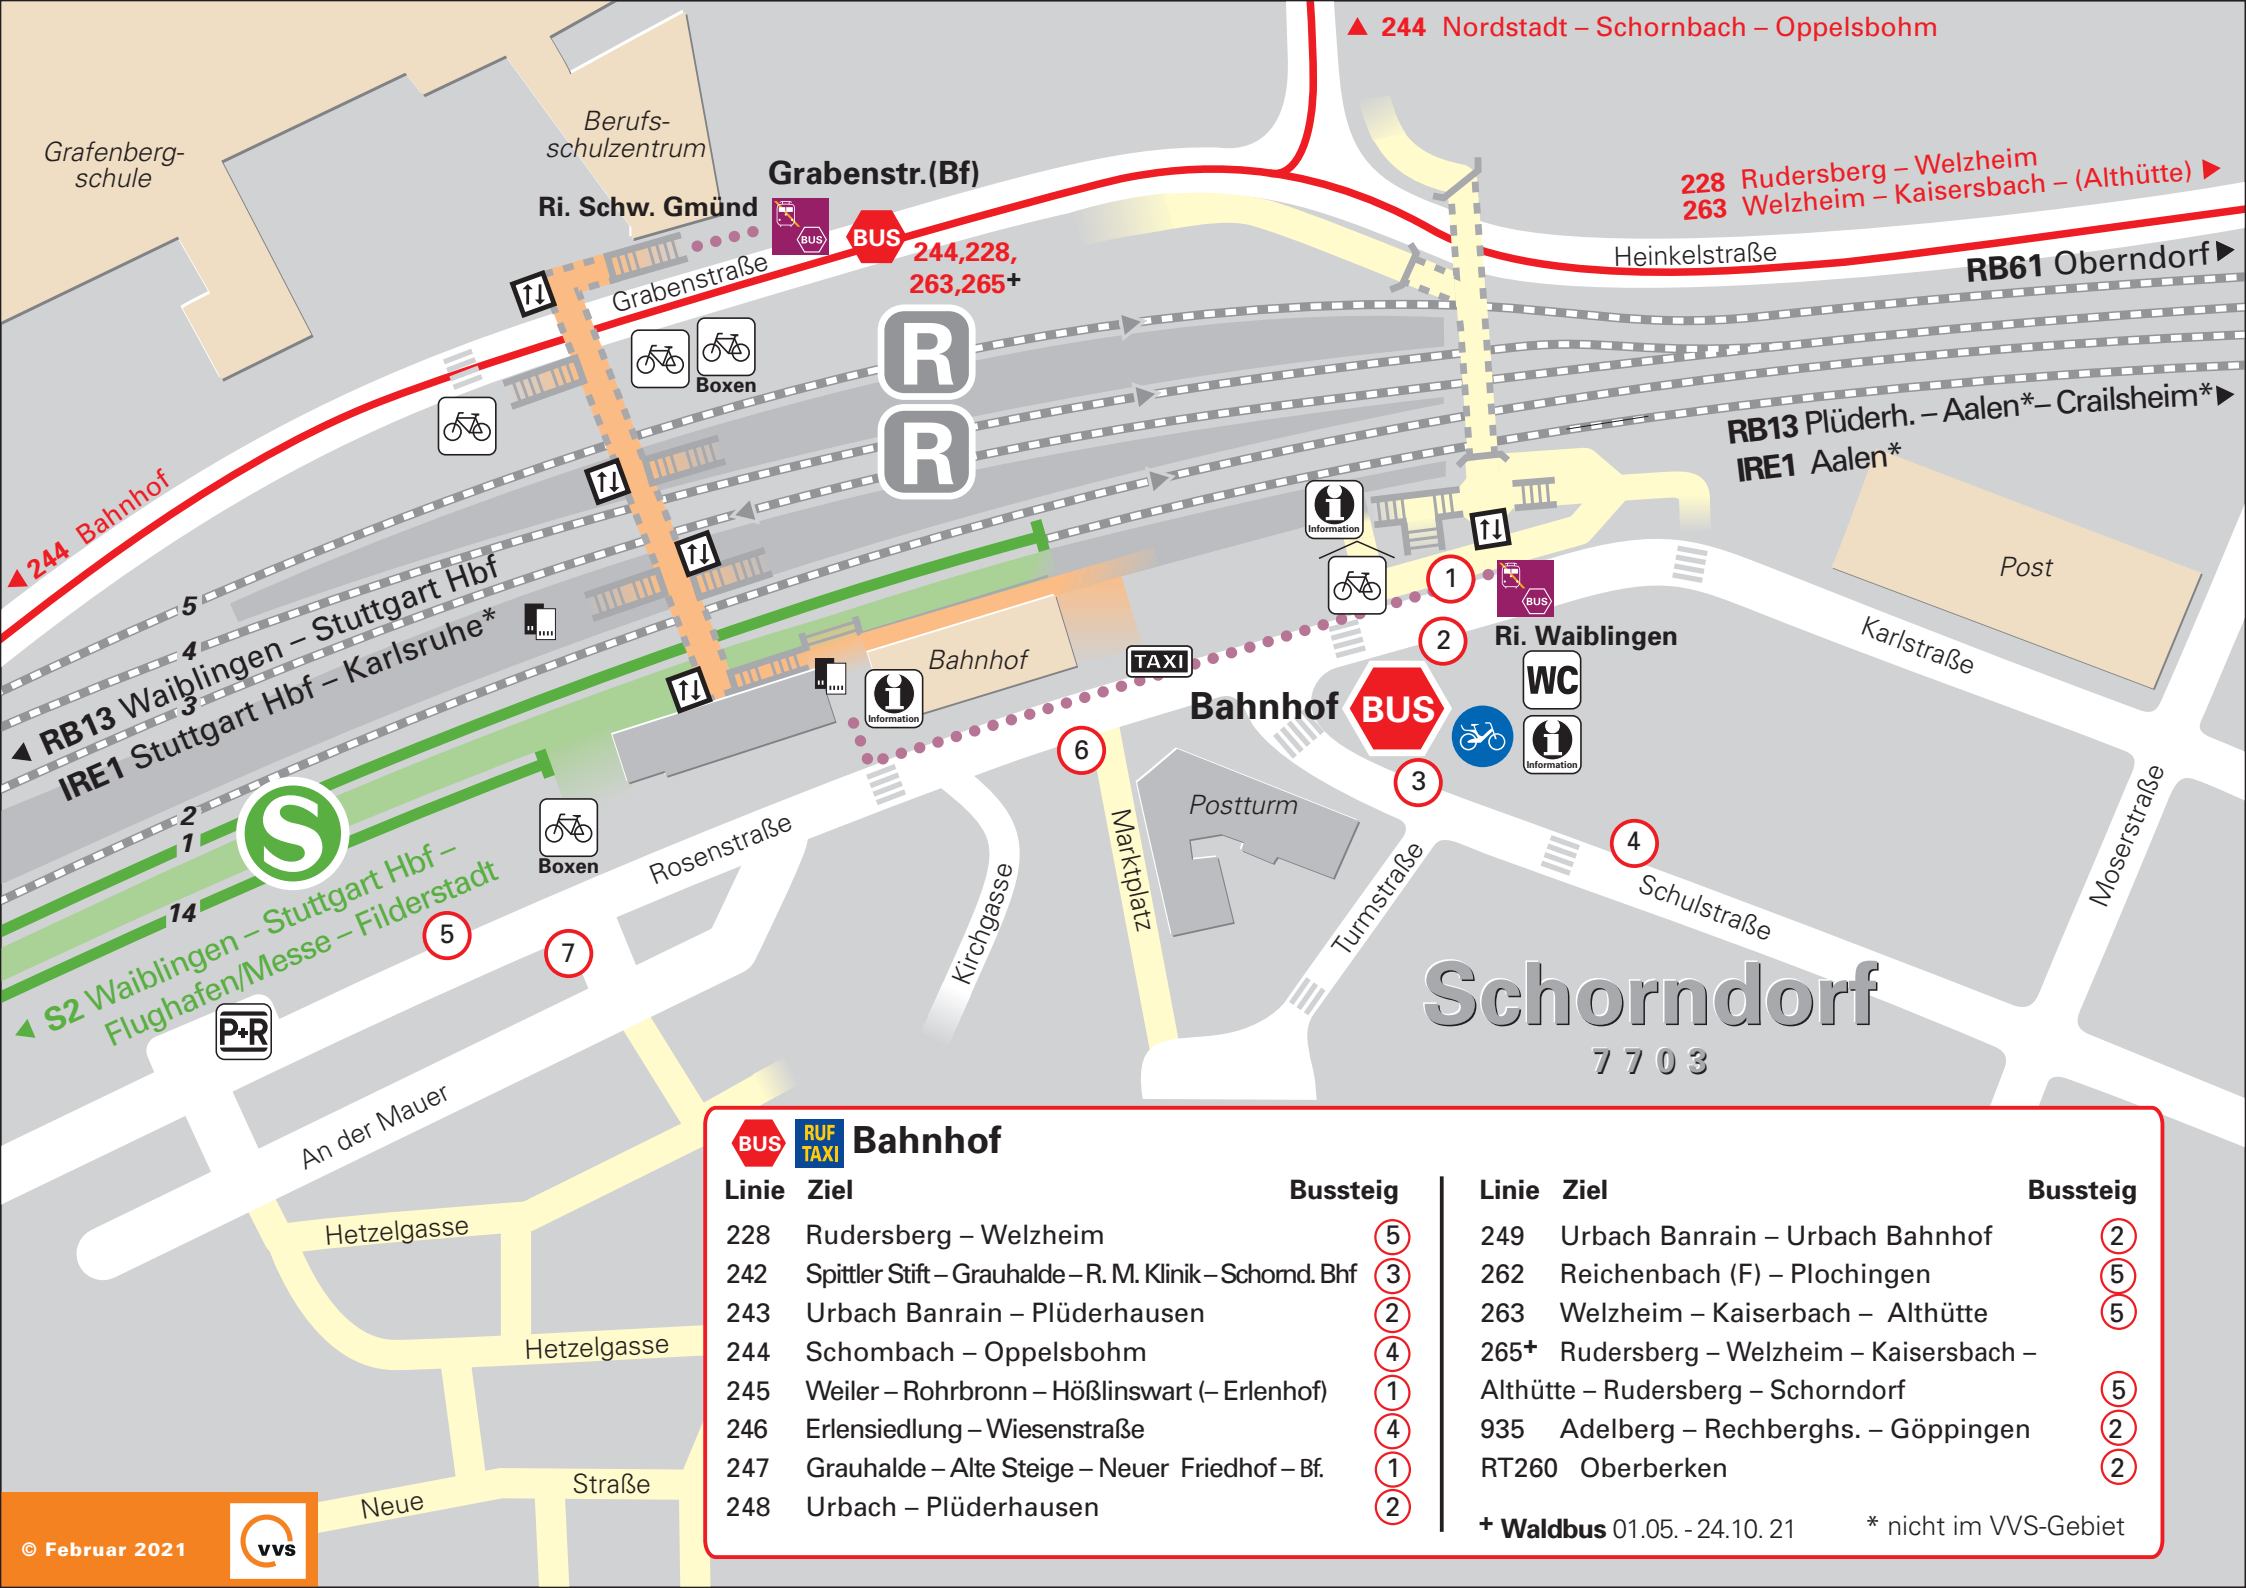 244 Nordstadt – Schornbach – Oppelsbohm
Grafenberg-
schule
Berufs-
schulzentrum
Grabenstr.(Bf)
Ri. Schw. Gmünd
BUS
BUS
244,228,
263,265+
Grabenstraße
228 Rudersberg – Welzheim
263 Welzheim – Kaisersbach – (Althütte)
Heinkelstraße
RB61 Oberndorf
RB13 Plüderh. – Aalen*– Crailsheim*
IRE1 Aalen*
R
R
Boxen
244 Bahnhof
5
4
3
2
1
14
RB13 Waiblingen – Stuttgart Hbf
IRE1 Stuttgart Hbf – Karlsruhe*
S
S2 Waiblingen – Stuttgart Hbf –
Flughafen/Messe – Filderstadt
Information
Post
1
BUS
Ri. Waiblingen
2
Bahnhof
TAXI
Information
Bahnhof
BUS
WC
Information
Karlstraße
6
3
Postturm
Marktplatz
4
Boxen
Rosenstraße
Kirchgasse
Turmstraße
Schulstraße
Moserstraße
5
7
P+R
Schorndorf
7703
An der Mauer
Hetzelgasse
Hetzelgasse
Neue
Straße
BUS
RUF
TAXI
Bahnhof
Linie Ziel Bussteig
228 Rudersberg – Welzheim 5
242 Spittler Stift – Grauhalde – R. M. Klinik – Schornd. Bhf 3
243 Urbach Banrain – Plüderhausen 2
244 Schombach – Oppelsbohm 4
245 Weiler – Rohrbronn – Hößlinswart (– Erlenhof) 1
246 Erlensiedlung – Wiesenstraße 4
247 Grauhalde – Alte Steige – Neuer Friedhof – Bf. 1
248 Urbach – Plüderhausen 2
Linie Ziel Bussteig
249 Urbach Banrain – Urbach Bahnhof 2
262 Reichenbach (F) – Plochingen 5
263 Welzheim – Kaiserbach – Althütte 5
265+ Rudersberg – Welzheim – Kaisersbach –
Althütte – Rudersberg – Schorndorf 5
935 Adelberg – Rechberghs. – Göppingen 2
RT260 Oberberken 2
+ Waldbus 01.05. - 24.10. 21
* nicht im VVS-Gebiet
© Februar 2021
vvs